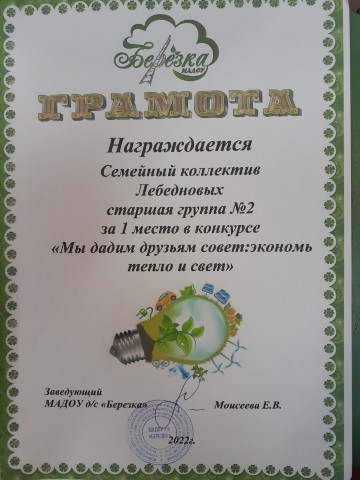 Березка
МАДОУ
ГРАМОТА
Награждается
Семейный коллектив
Лебедновых
старшая группа №2
за 1 место в конкурсе
«Мы дадим друзьям совет:экономь
тепло и свет»
Заведующий
МАДОУ д/с «Березка»
Моисеева Е.В.
2022г.